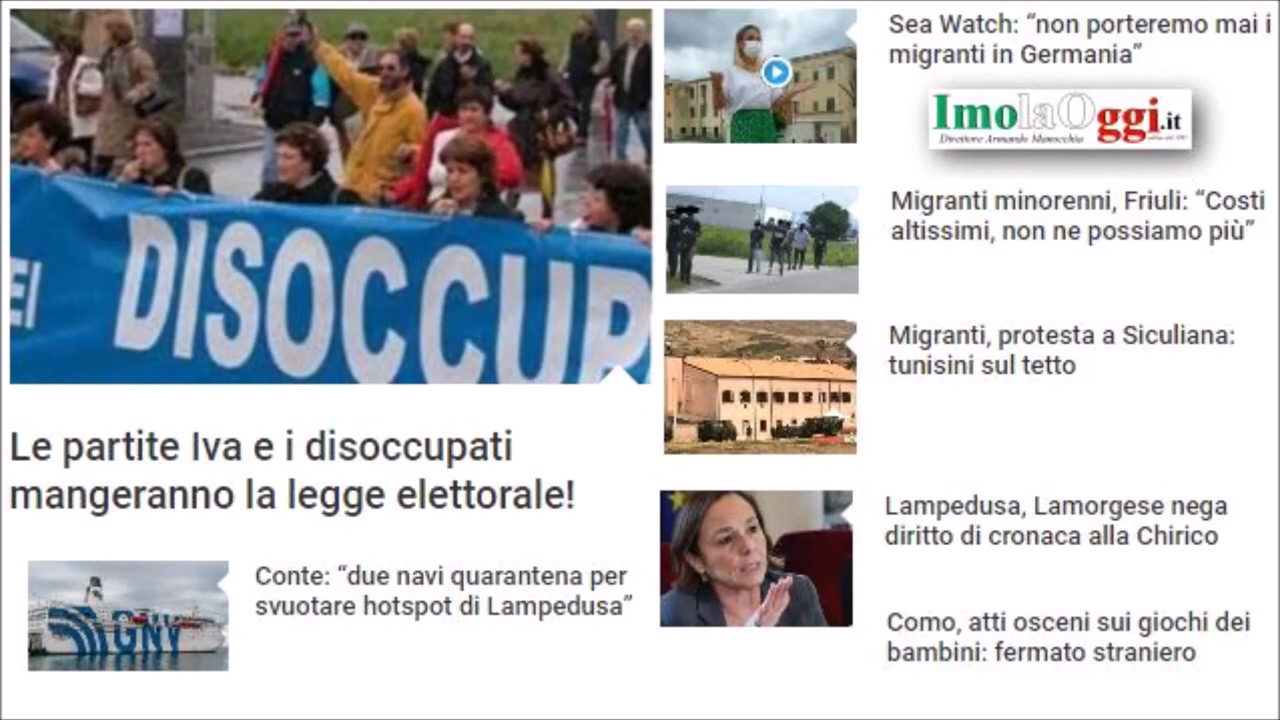 EI DISOCCUP
Le partite Iva e i disoccupati
mangeranno la legge elettorale!
GNV
Conte: “due navi quarantena per
svuotare hotspot di Lampedusa”
Sea Watch: “non porteremo mai i
migranti in Germania”
ImolaOggi.it
Direttore Armando Manocchia
Migranti minorenni, Friuli: “Costi
altissimi, non ne possiamo più”
Migranti, protesta a Siculiana:
tunisini sul tetto
Lampedusa, Lamorgese nega
diritto di cronaca alla Chirico
Como, atti osceni sui giochi dei
bambini: fermato straniero